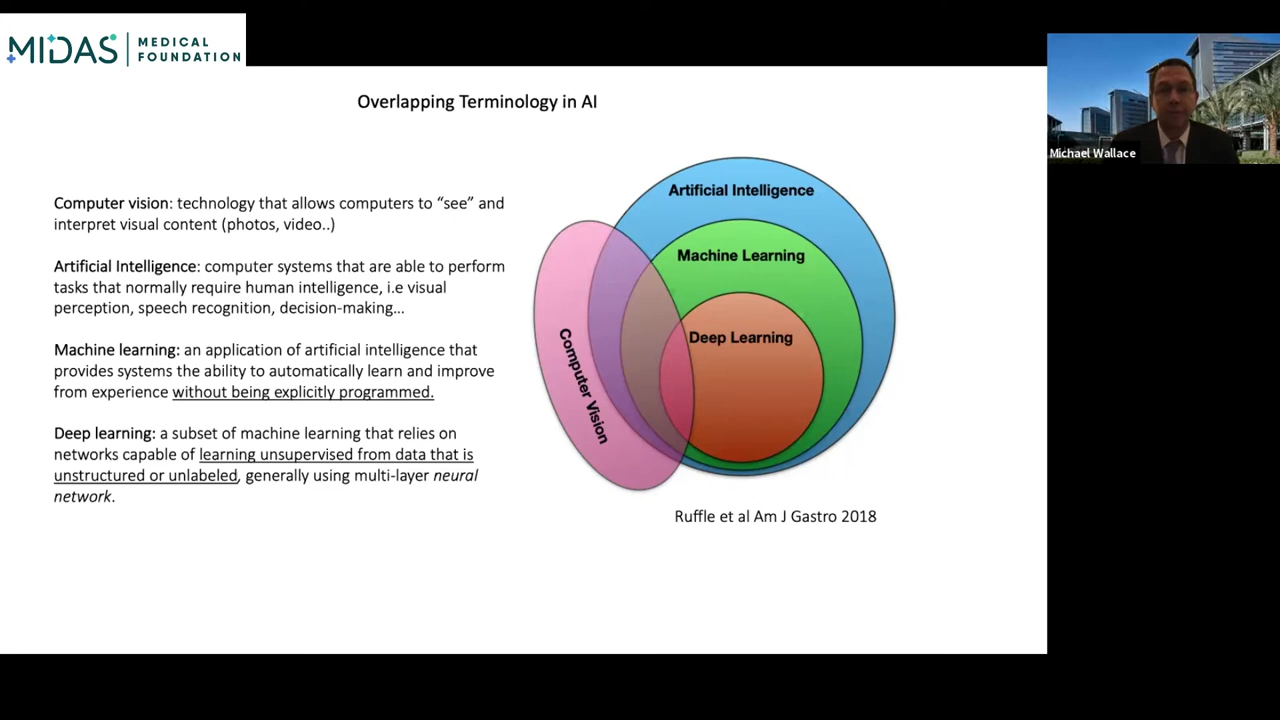 MIDAS
MEDICAL
FOUNDATION
Overlapping Terminology in AI
Michael Wallace
Computer vision: technology that allows computers to “see” and
interpret visual content (photos, video..)
Artificial Intelligence: computer systems that are able to perform
tasks that normally require human intelligence, i.e visual
perception, speech recognition, decision-making...
Machine learning: an application of artificial intelligence that
provides systems the ability to automatically learn and improve
from experience without being explicitly programmed.
Deep learning: a subset of machine learning that relies on
networks capable of learning unsupervised from data that is
unstructured or unlabeled, generally using multi-layer neural
network.
Artificial Intelligence
Machine Learning
Deep Learning
Computer Vision
Ruffle et al Am J Gastro 2018